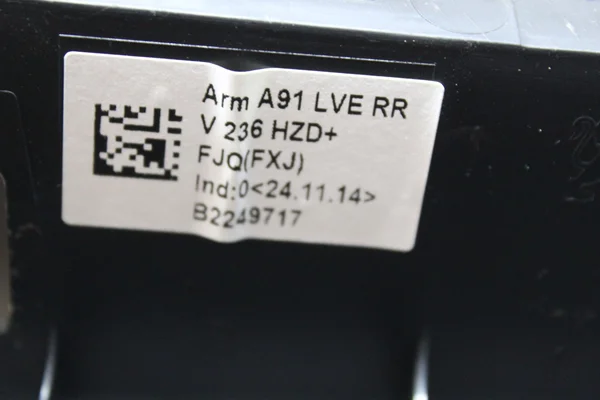 Arm A91 LVE RR
V 236 HZD+
FJQ(FXJ)
Ind:0<24.11.14>
B2249717